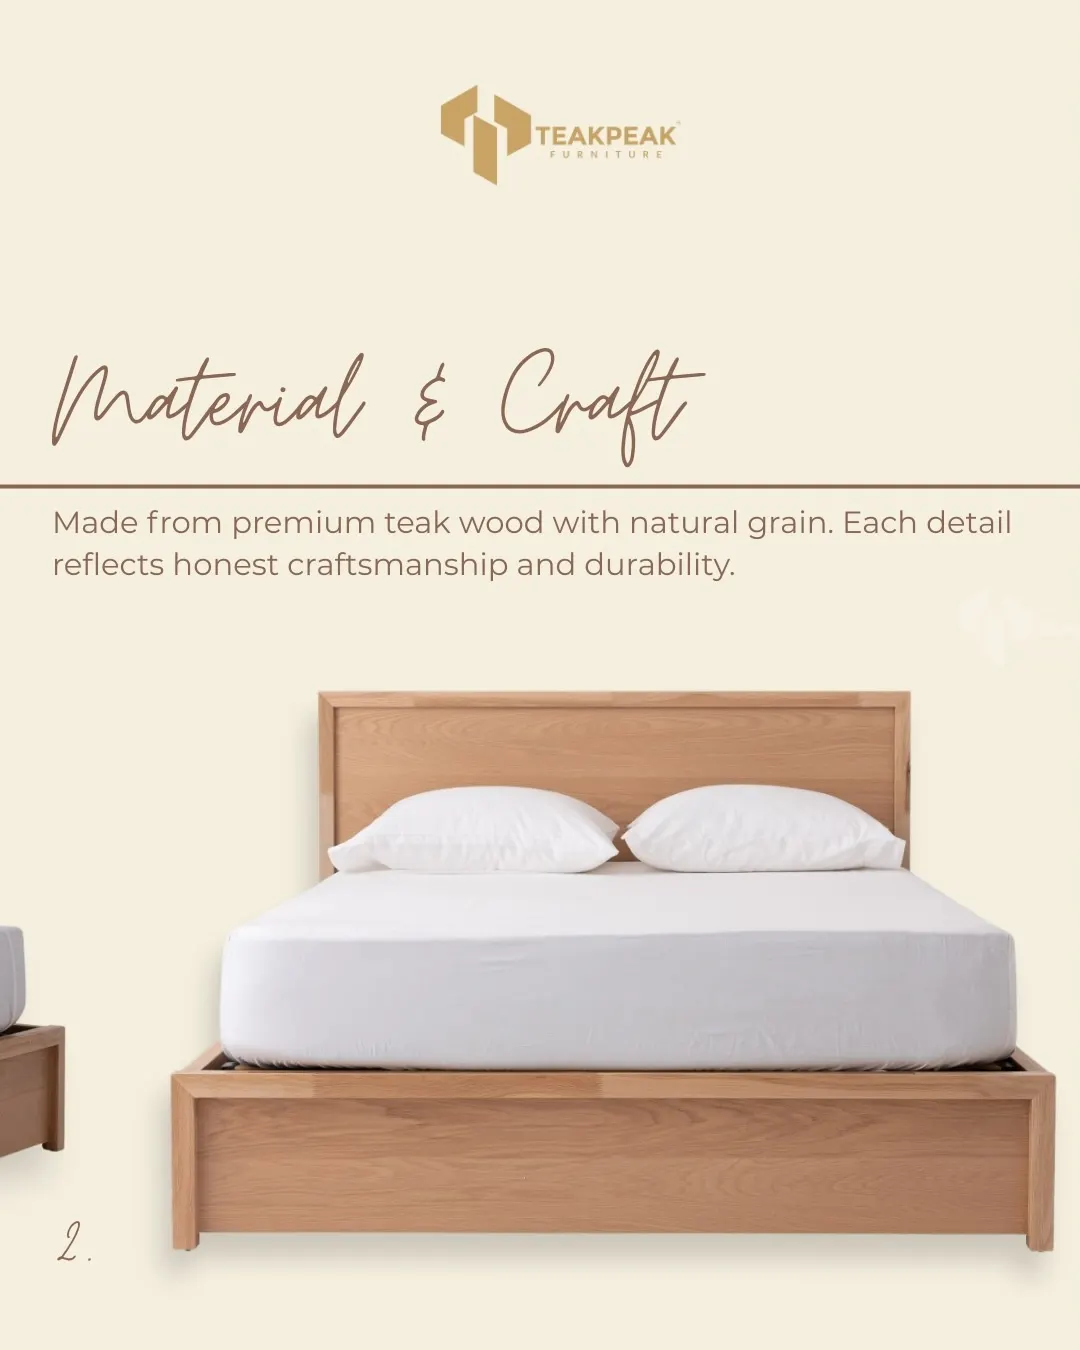 TEAKPEAK
FURNITURE
Material & Craft
Made from premium teak wood with natural grain. Each detail
reflects honest craftsmanship and durability.
2.